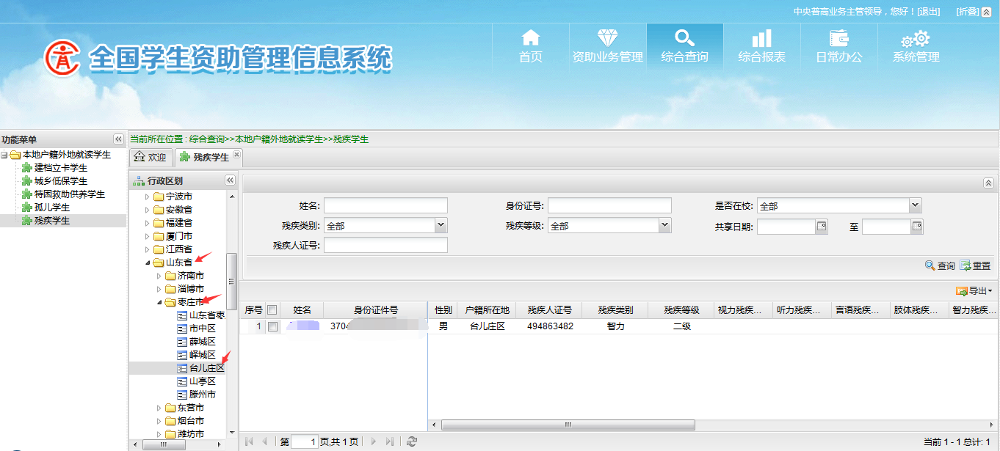 中央普高业务主管领导，您好！[退出] [折叠]
全国学生资助管理信息系统
首页 资助业务管理 综合查询 综合报表 日常办公 系统管理
功能菜单
本地户籍外地就读学生
建档立卡学生
城乡低保学生
特困救助供养学生
孤儿学生
残疾学生
当前所在位置 : 综合查询>>本地户籍外地就读学生>>残疾学生
欢迎 残疾学生
行政区划
宁波市
安徽省
福建省
厦门市
江西省
山东省
济南市
淄博市
枣庄市
山东省枣
市中区
薛城区
峄城区
台儿庄区
山亭区
滕州市
东营市
烟台市
潍坊市
姓名: 身份证号: 是否在校: 全部
残疾类别: 全部 残疾等级: 全部 共享日期: 至
残疾人证号:
查询 重置
导出
序号 姓名 身份证件号 性别 户籍所在地 残疾人证号 残疾类别 残疾等级 视力残疾... 听力残疾... 言语残疾... 肢体残疾... 智力残疾...
1 3704 男 台儿庄区 494863482 智力 二级
第 1 页,共 1 页
当前 1 - 1 总计: 1